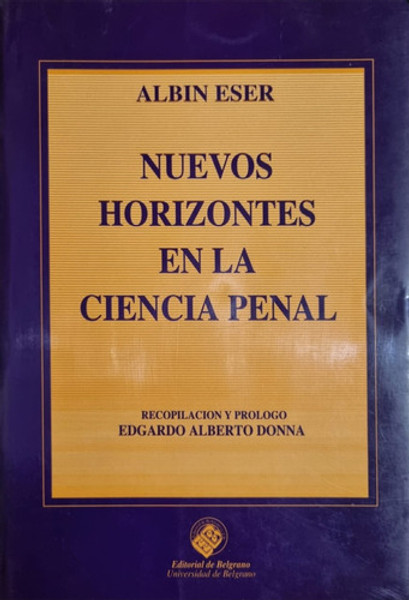 ALBIN ESER
NUEVOS
HORIZONTES
EN LA
CIENCIA PENAL
RECOPILACION Y PROLOGO
EDGARDO ALBERTO DONNA
Editorial de Belgrano
Universidad de Belgrano